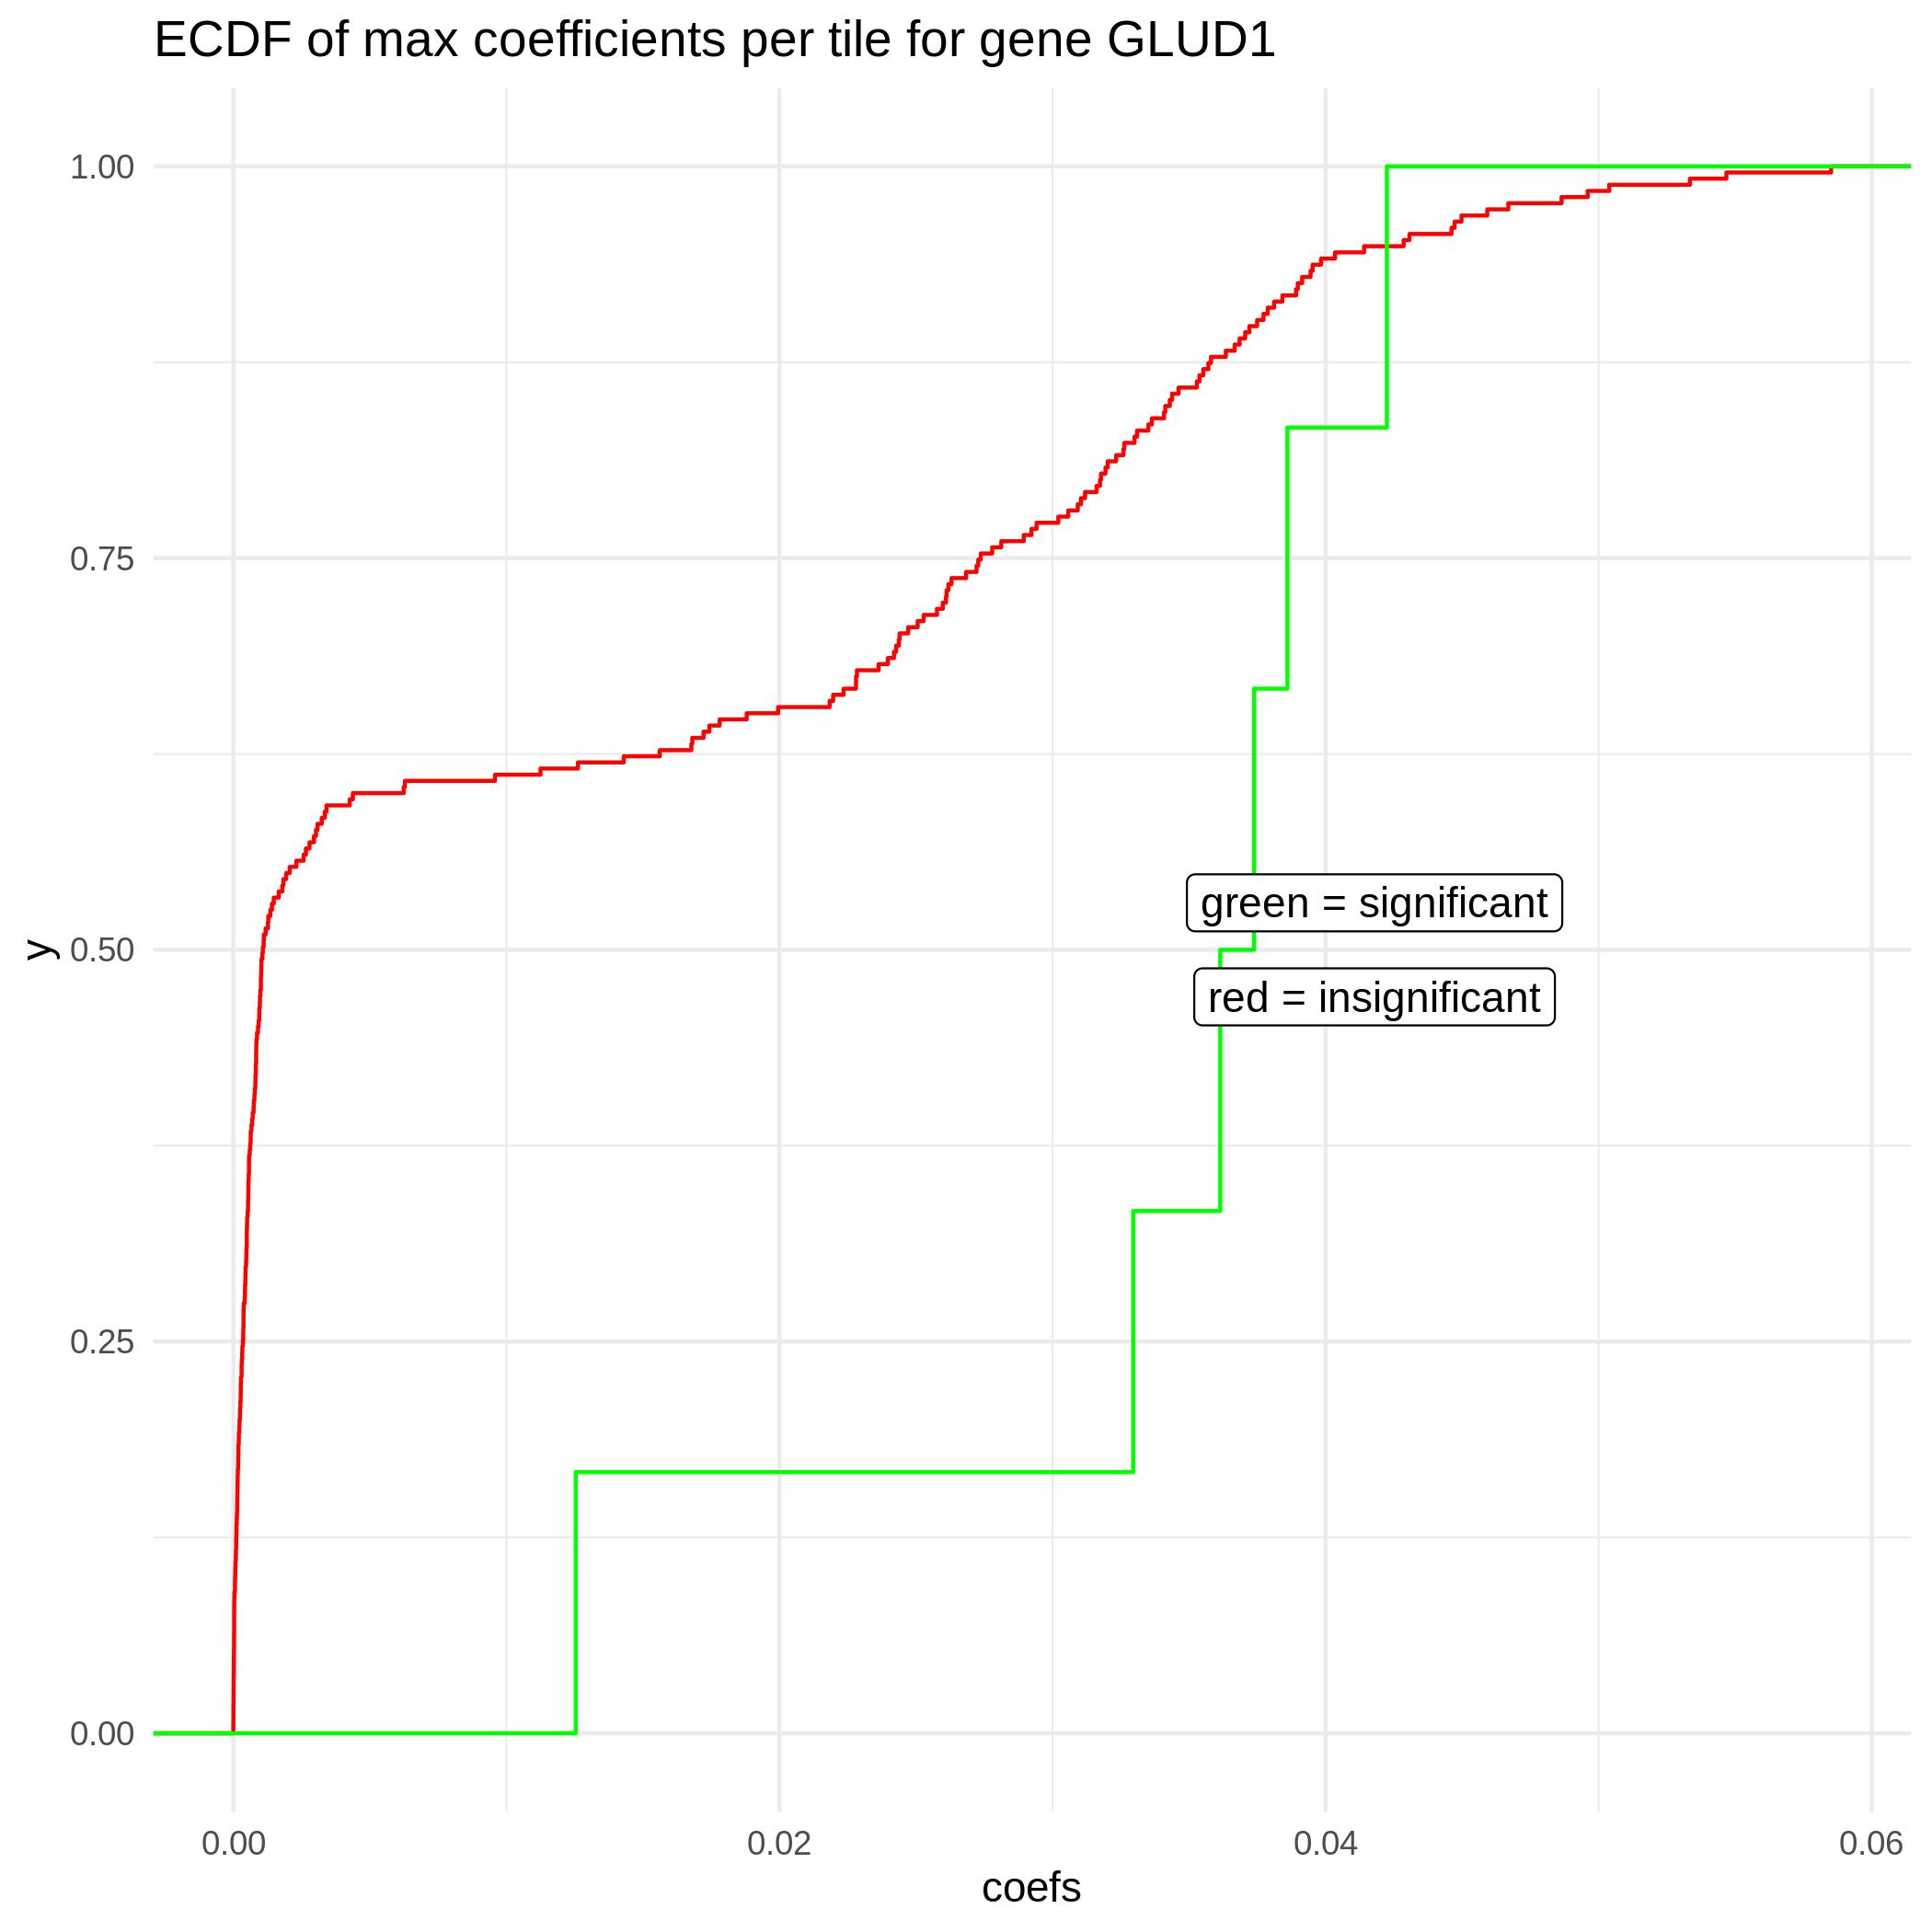 ECDF of max coefficients per tile for gene GLUD1
1.00
0.75
green = significant
y
0.50
red = insignificant
0.25
0.00
0.00 0.02 0.04 0.06
coefs